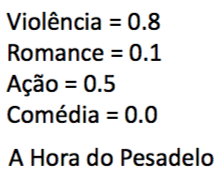 Violência = 0.8
Romance = 0.1
Ação = 0.5
Comédia = 0.0
A Hora do Pesadelo